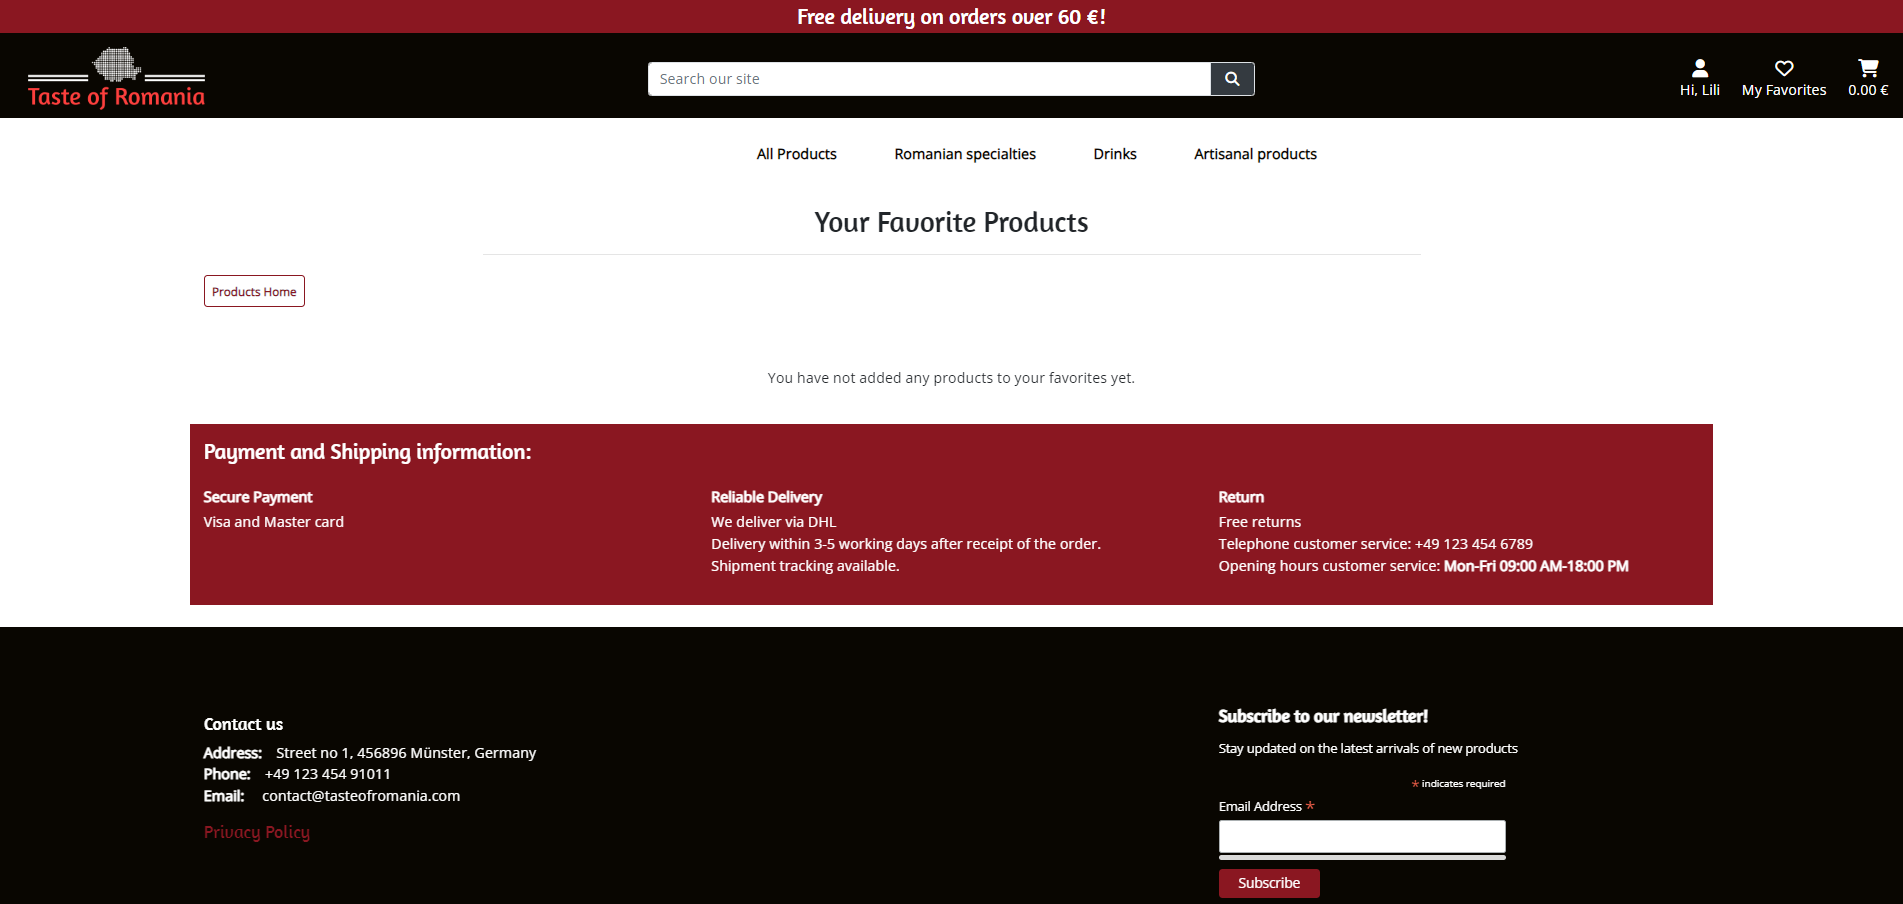 Free delivery on orders over 60 €!
Taste of Romania
Search our site
Hi, Lili
My Favorites
0.00 €
All Products
Romanian specialties
Drinks
Artisanal products
Your Favorite Products
Products Home
You have not added any products to your favorites yet.
Payment and Shipping information:
Secure Payment
Visa and Master card
Reliable Delivery
We deliver via DHL
Delivery within 3-5 working days after receipt of the order.
Shipment tracking available.
Return
Free returns
Telephone customer service: +49 123 454 6789
Opening hours customer service: Mon-Fri 09:00 AM-18:00 PM
Contact us
Address: Street no 1, 456896 Münster, Germany
Phone: +49 123 454 91011
Email: contact@tasteofromania.com
Privacy Policy
Subscribe to our newsletter!
Stay updated on the latest arrivals of new products
* indicates required
Email Address *
Subscribe